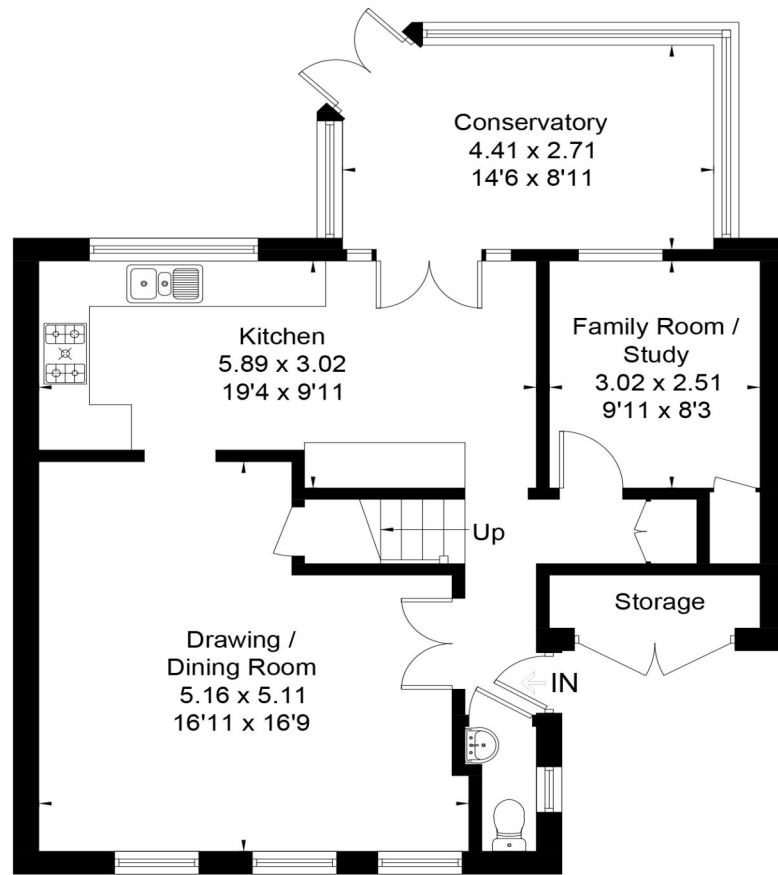 Conservatory
4.41 x 2.71
14'6 x 8'11
Kitchen
5.89 x 3.02
19'4 x 9'11
Family Room /
Study
3.02 x 2.51
9'11 x 8'3
Up
Storage
Drawing /
Dining Room
5.16 x 5.11
16'11 x 16'9
IN